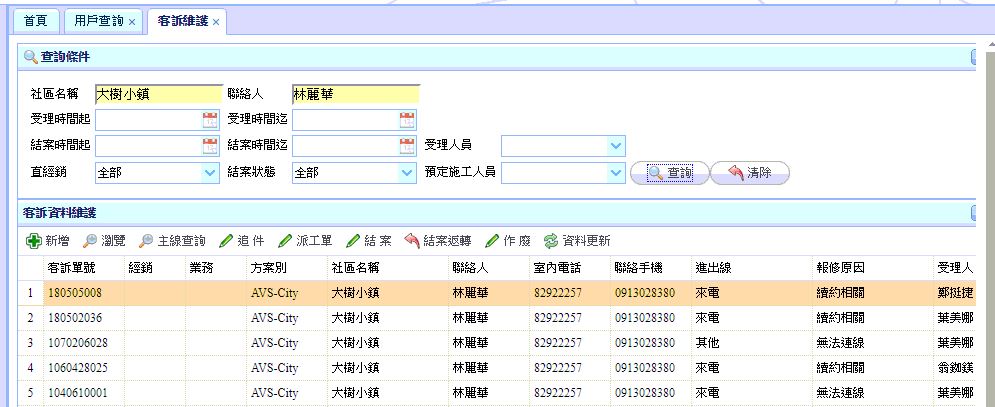 首頁 用戶查詢 × 客訴維護 ×
查詢條件
社區名稱 大樹小鎮 聯絡人 林麗華
受理時間起 受理時間迄
結案時間起 結案時間迄 受理人員
直經銷 全部 結案狀態 全部 預定施工人員 查詢 清除
客訴資料維護
新增 瀏覽 主線查詢 追件 派工單 結案 結案返轉 作廢 資料更新
客訴單號 經銷 業務 方案別 社區名稱 聯絡人 室內電話 聯絡手機 進出線 報修原因 受理人
1 180505008 AVS-City 大樹小鎮 林麗華 82922257 0913028380 來電 續約相關 鄭挺捷
2 180502036 AVS-City 大樹小鎮 林麗華 82922257 0913028380 來電 續約相關 葉美娜
3 1070206028 AVS-City 大樹小鎮 林麗華 82922257 0913028380 其他 無法連線 葉美娜
4 1060428025 AVS-City 大樹小鎮 林麗華 82922257 0913028380 來電 續約相關
5 1040610001 AVS-City 大樹小鎮 林麗華 82922257 0913028380 來電 無法連線 葉美娜